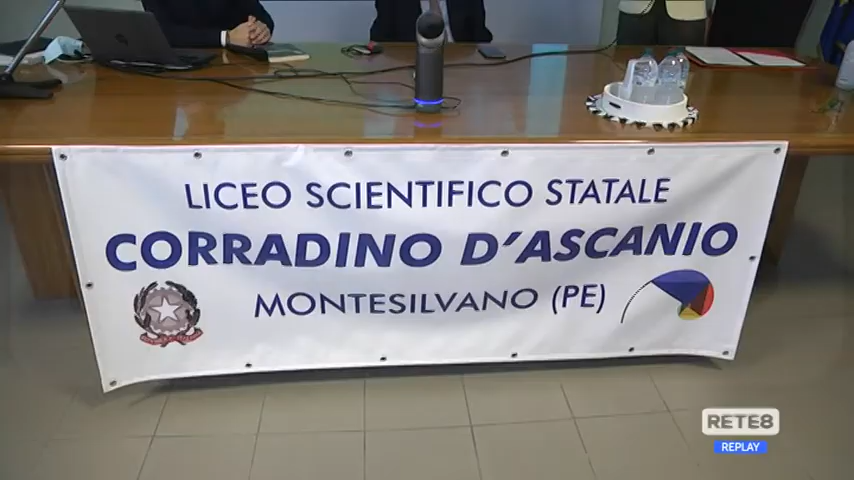 LICEO SCIENTIFICO STATALE
CORRADINO D'ASCANIO
MONTESILVANO (PE)
RETE8
REPLAY